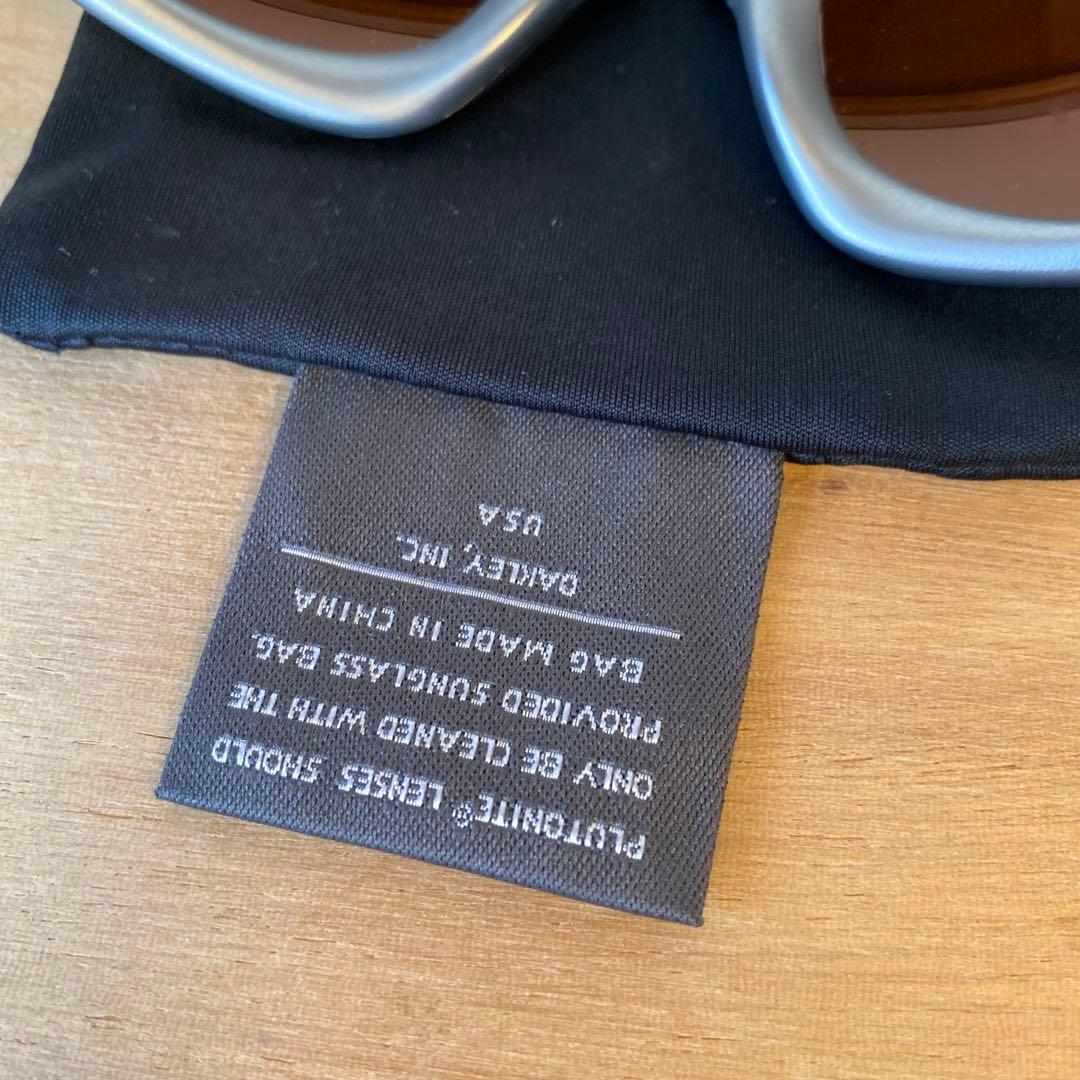 PLUTONITE® LENSES SHOULD
ONLY BE CLEANED WITH THE
PROVIDED SUNGLASS BAG.
BAG MADE IN CHINA
OAKLEY, INC.
USA